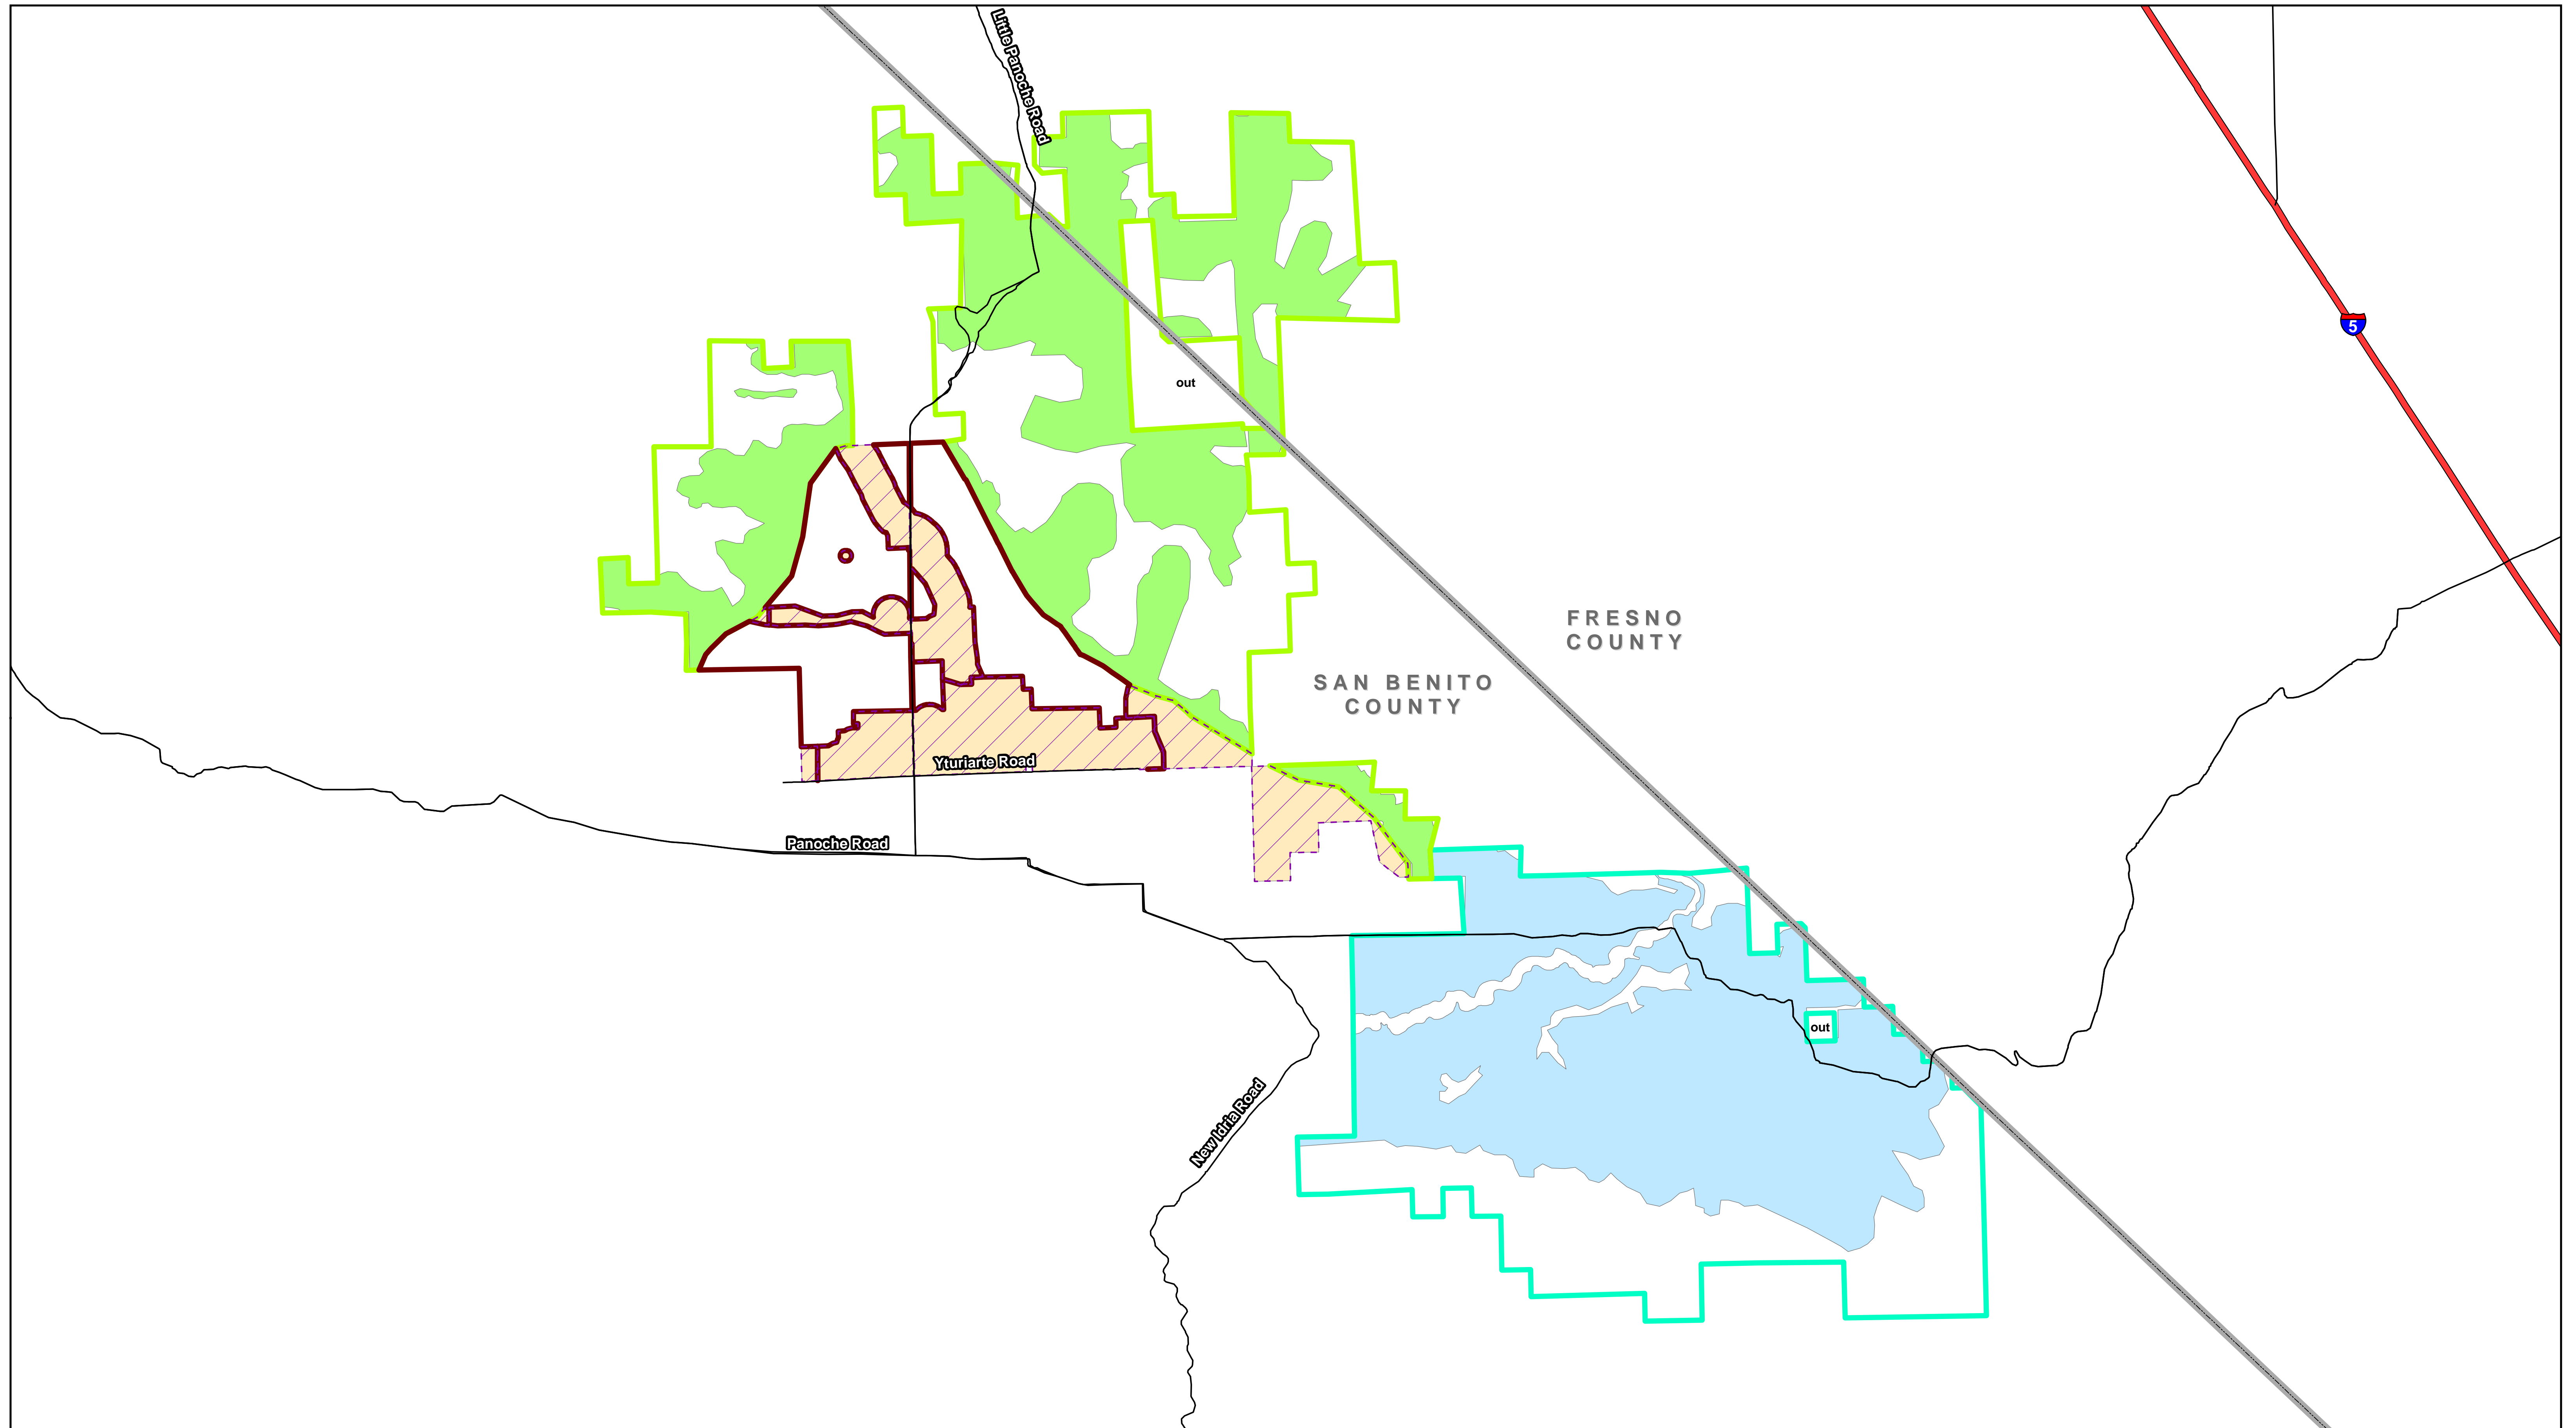 Little Panoche Road
5
out
FRESNO
COUNTY
SAN BENITO
COUNTY
Yturiarte Road
Panoche Road
out
New Idria Road